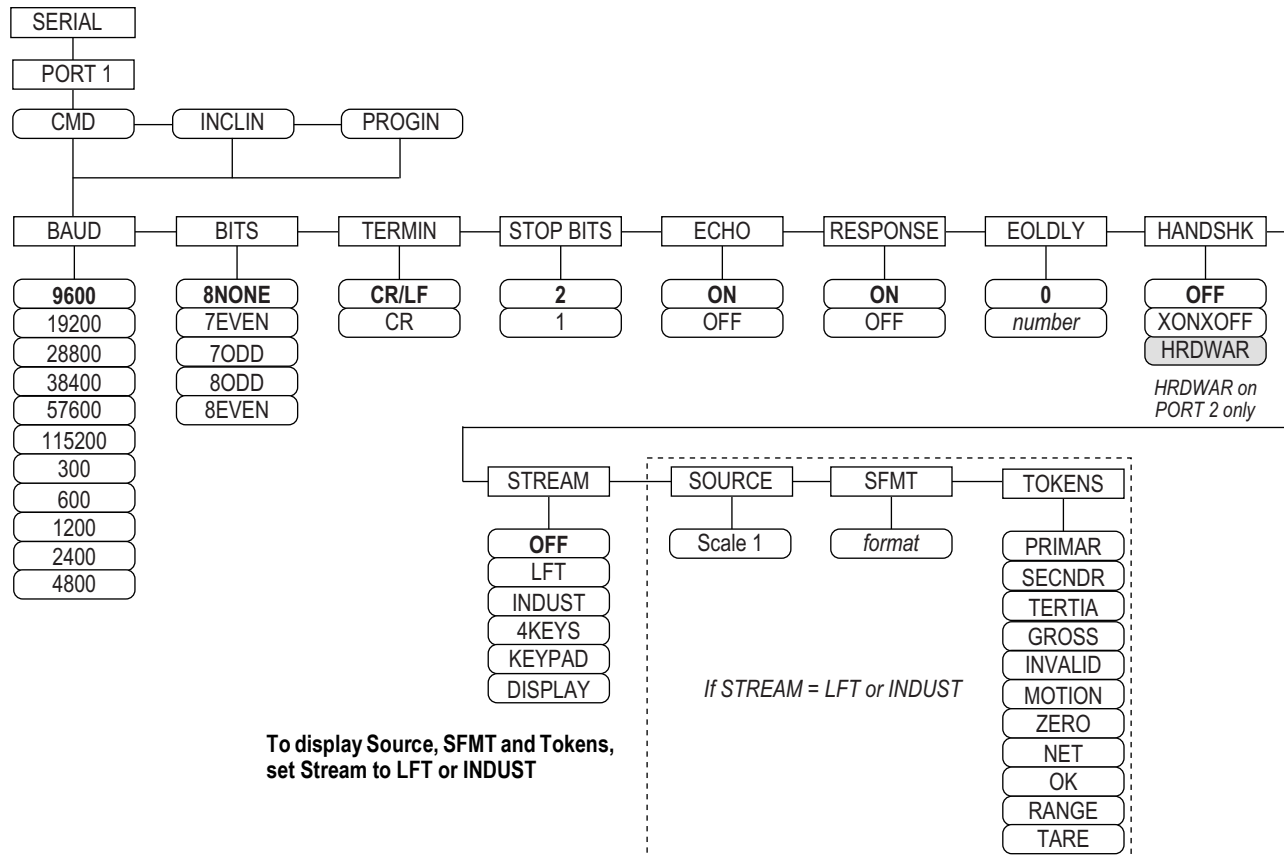 SERIAL
PORT 1
CMD INCLIN PROGIN
BAUD BITS TERMIN STOP BITS ECHO RESPONSE EOLDLY HANDSHK
9600 8NONE CR/LF 2 ON ON 0 OFF
19200 7EVEN CR 1 OFF OFF number XONXOFF
28800 7ODD HRDWAR
38400 8ODD HRDWAR on
57600 8EVEN PORT 2 only
115200
300
600
1200
2400
4800
STREAM SOURCE SFMT TOKENS
OFF Scale 1 format PRIMAR
LFT SECNDR
INDUST TERTIA
4KEYS GROSS
KEYPAD INVALID
DISPLAY If STREAM = LFT or INDUST MOTION
ZERO
NET
OK
RANGE
TARE
To display Source, SFMT and Tokens,
set Stream to LFT or INDUST